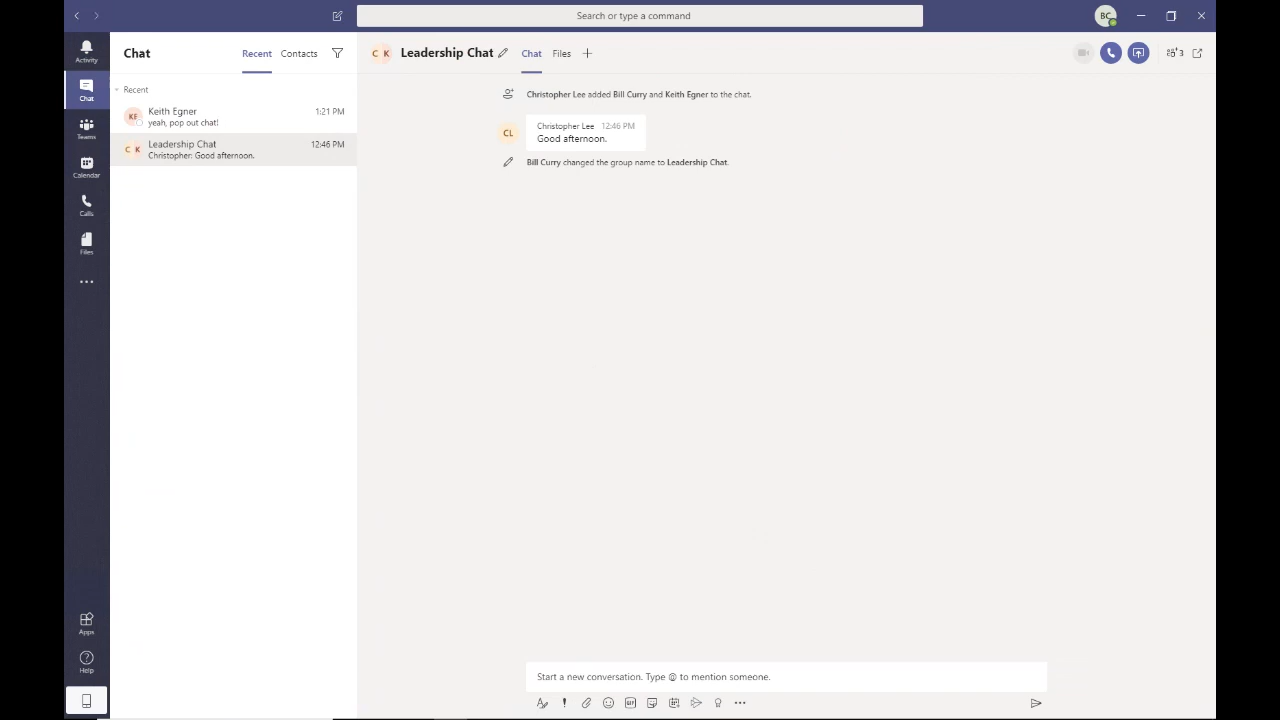 Search or type a command
BC
Activity
Chat
Teams
Calendar
Calls
Files
Apps
Help
Chat
Recent
Contacts
Recent
KE
Keith Egner
1:21 PM
yeah, pop out chat!
C K
Leadership Chat
12:46 PM
Christopher: Good afternoon.
C K
Leadership Chat
Chat
Files
3
Christopher Lee added Bill Curry and Keith Egner to the chat.
CL
Christopher Lee 12:46 PM
Good afternoon.
Bill Curry changed the group name to Leadership Chat.
Start a new conversation. Type @ to mention someone.
GIF